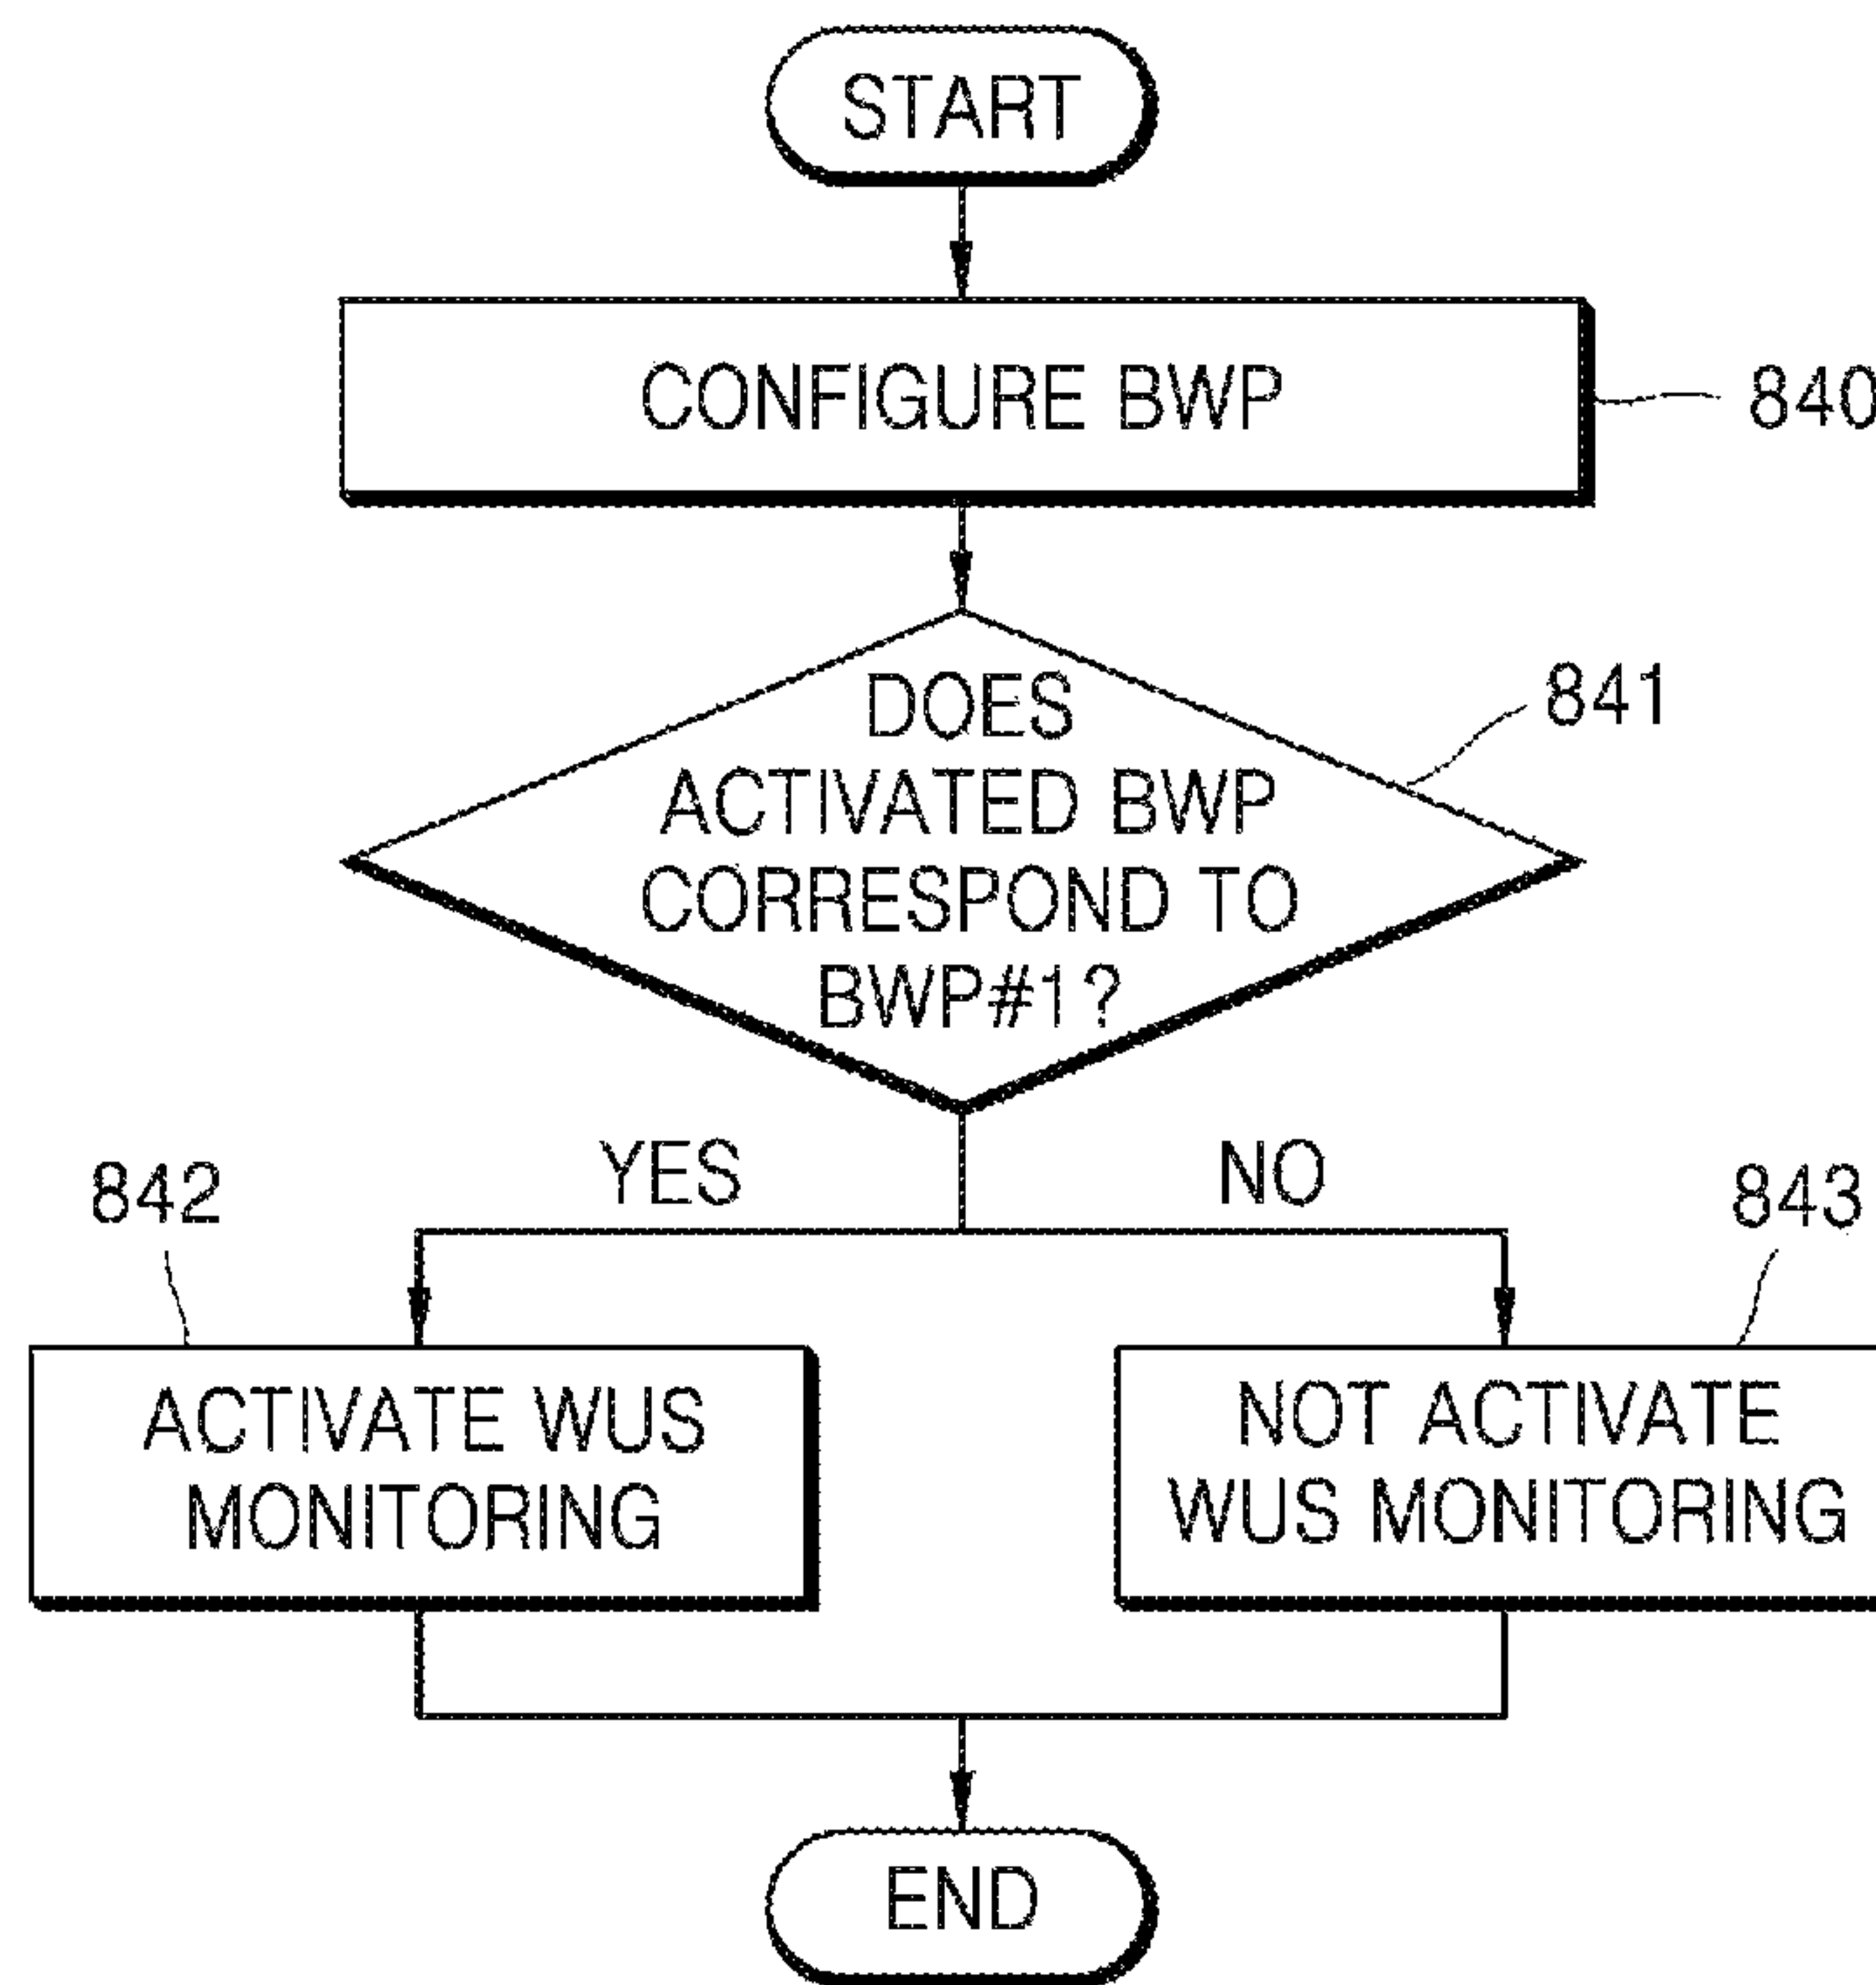 START
CONFIGURE BWP
840
DOES
ACTIVATED BWP
CORRESPOND TO
BWP#1?
841
YES
NO
842
843
ACTIVATE WUS
MONITORING
NOT ACTIVATE
WUS MONITORING
END